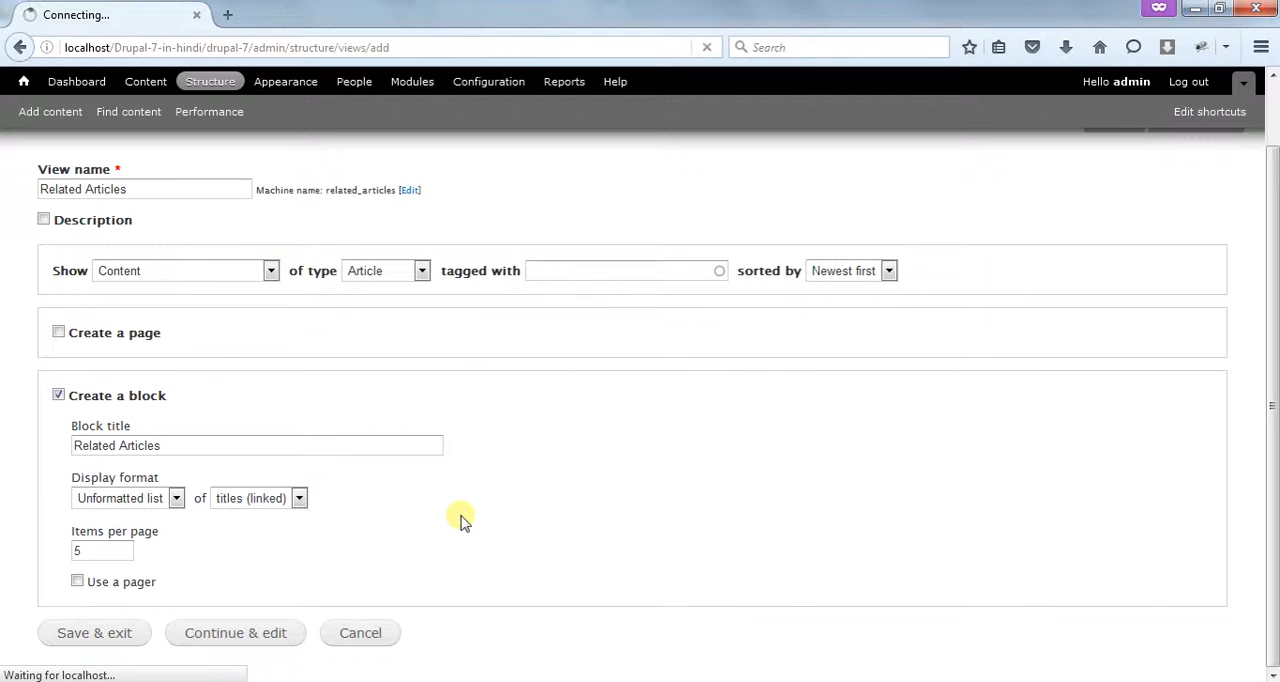 Connecting...
localhost/Drupal-7-in-hindi/drupal-7/admin/structure/views/add
Search
Dashboard Content Structure Appearance People Modules Configuration Reports Help Hello admin Log out
Add content Find content Performance Edit shortcuts
View name *
Related Articles Machine name: related_articles [Edit]
Description
Show Content of type Article tagged with sorted by Newest first
Create a page
Create a block
Block title
Related Articles
Display format
Unformatted list of titles (linked)
Items per page
5
Use a pager
Save & exit Continue & edit Cancel
Waiting for localhost...